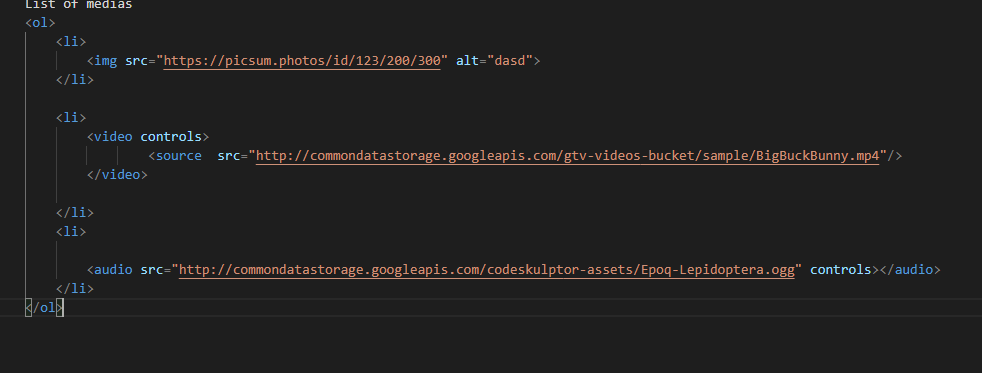 List of medias
<ol>
<li>
<img src="https://picsum.photos/id/123/200/300" alt="dasd">
</li>
<li>
<video controls>
<source  src="http://commondatastorage.googleapis.com/gtv-videos-bucket/sample/BigBuckBunny.mp4"/>
</video>
</li>
<li>
<audio src="http://commondatastorage.googleapis.com/codeskulptor-assets/Epoq-Lepidoptera.ogg" controls></audio>
</li>
</ol>